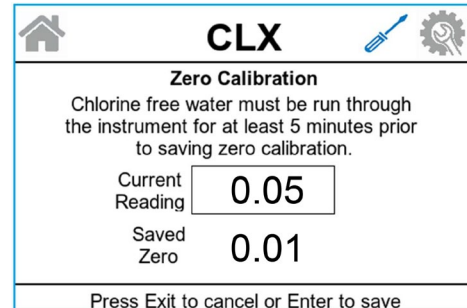 CLX
Zero Calibration
Chlorine free water must be run through
the instrument for at least 5 minutes prior
to saving zero calibration.
Current
Reading
0.05
Saved
Zero
0.01
Press Exit to cancel or Enter to save